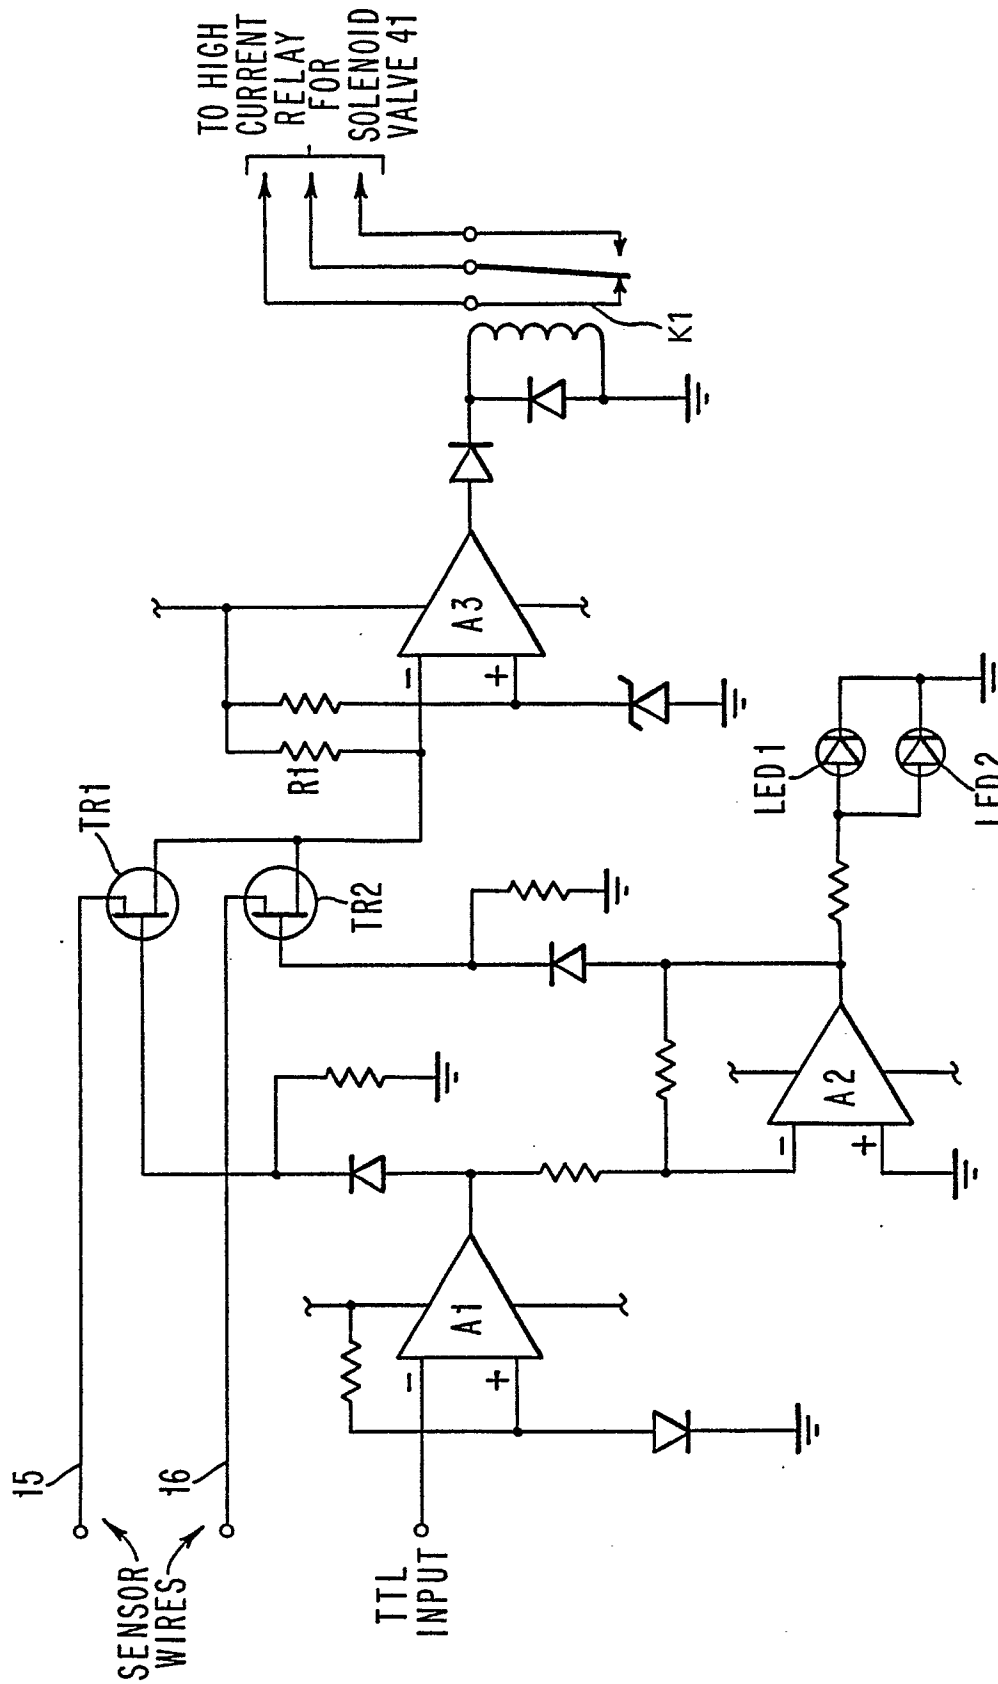 SENSOR
WIRES
15
16
TTL
INPUT
-
+
A1
-
+
A2
TR1
TR2
R1
-
+
A3
LED1
LED2
K1
TO HIGH
CURRENT
RELAY
FOR
SOLENOID
VALVE 41